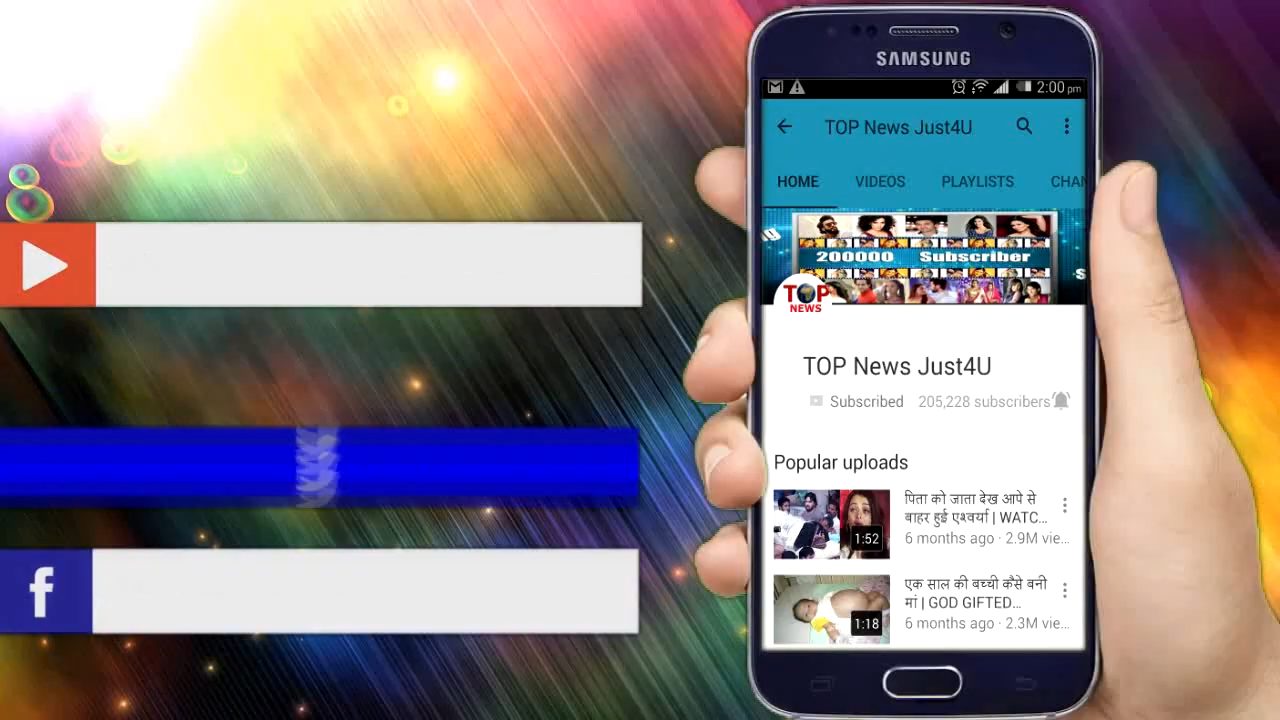 SAMSUNG
2:00 pm
TOP News Just4U
HOME VIDEOS PLAYLISTS CHAN
200000 Subscriber
TOP
NEWS
TOP News Just4U
Subscribed 205,228 subscribers
Popular uploads
पिता को जाता देख आपे से
बाहर हुई एश्वर्या | WATC...
6 months ago · 2.9M vie...
1:52
एक साल की बच्ची कैसे बनी
मां | GOD GIFTED...
6 months ago · 2.3M vie...
1:18
f